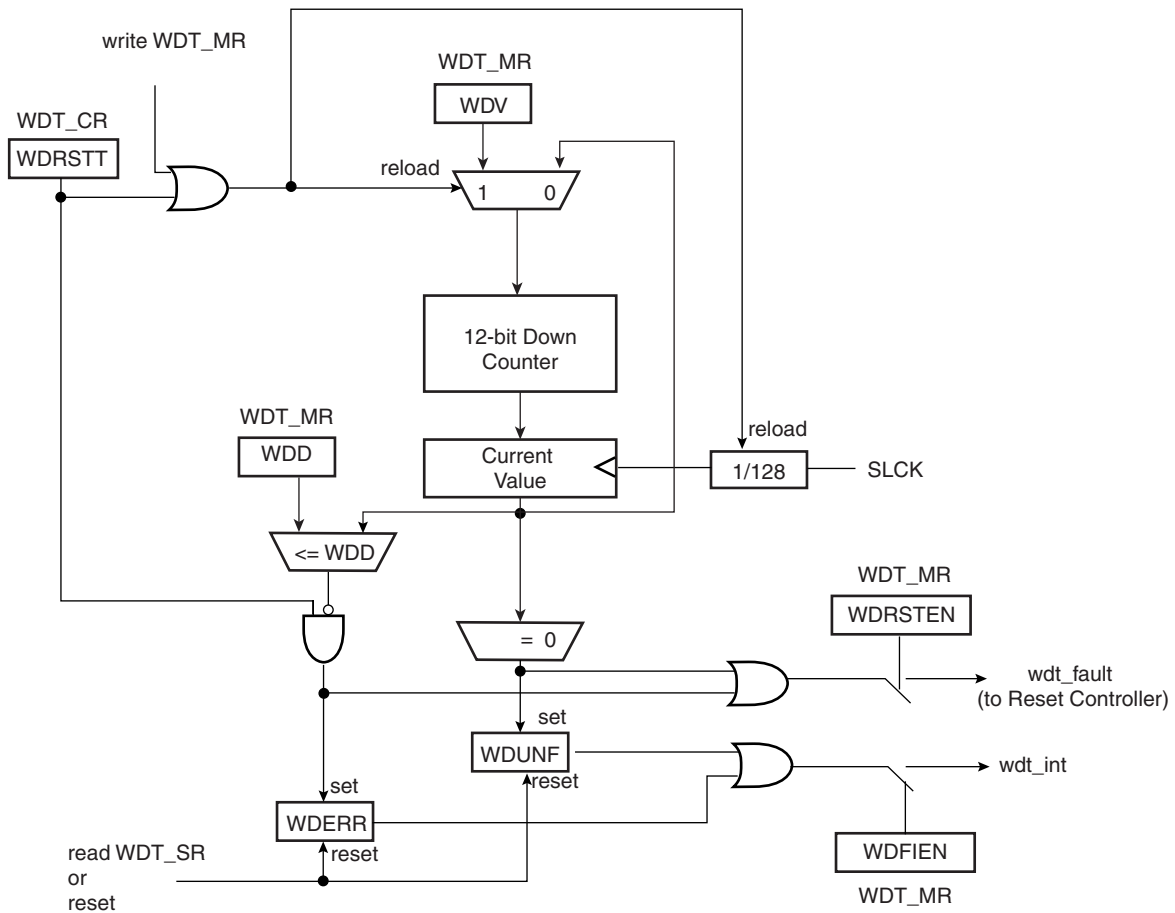 write WDT_MR
WDT_MR
WDV
WDT_CR
WDRSTT
reload
1 0
12-bit Down
Counter
WDT_MR
WDD
Current
Value
reload
1/128
SLCK
<= WDD
WDT_MR
WDRSTEN
= 0
wdt_fault
(to Reset Controller)
set
WDUNF
reset
wdt_int
set
WDERR
reset
WDFIEN
WDT_MR
read WDT_SR
or
reset